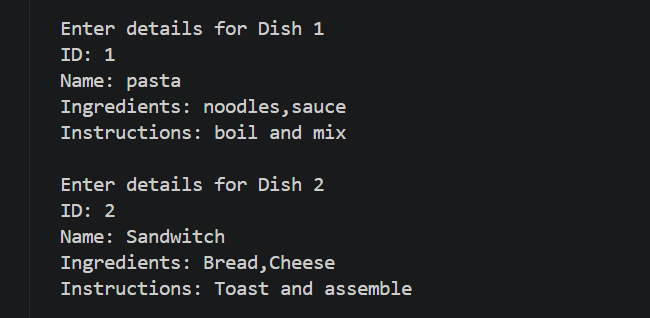 Enter details for Dish 1
ID: 1
Name: pasta
Ingredients: noodles,sauce
Instructions: boil and mix
Enter details for Dish 2
ID: 2
Name: Sandwitch
Ingredients: Bread,Cheese
Instructions: Toast and assemble